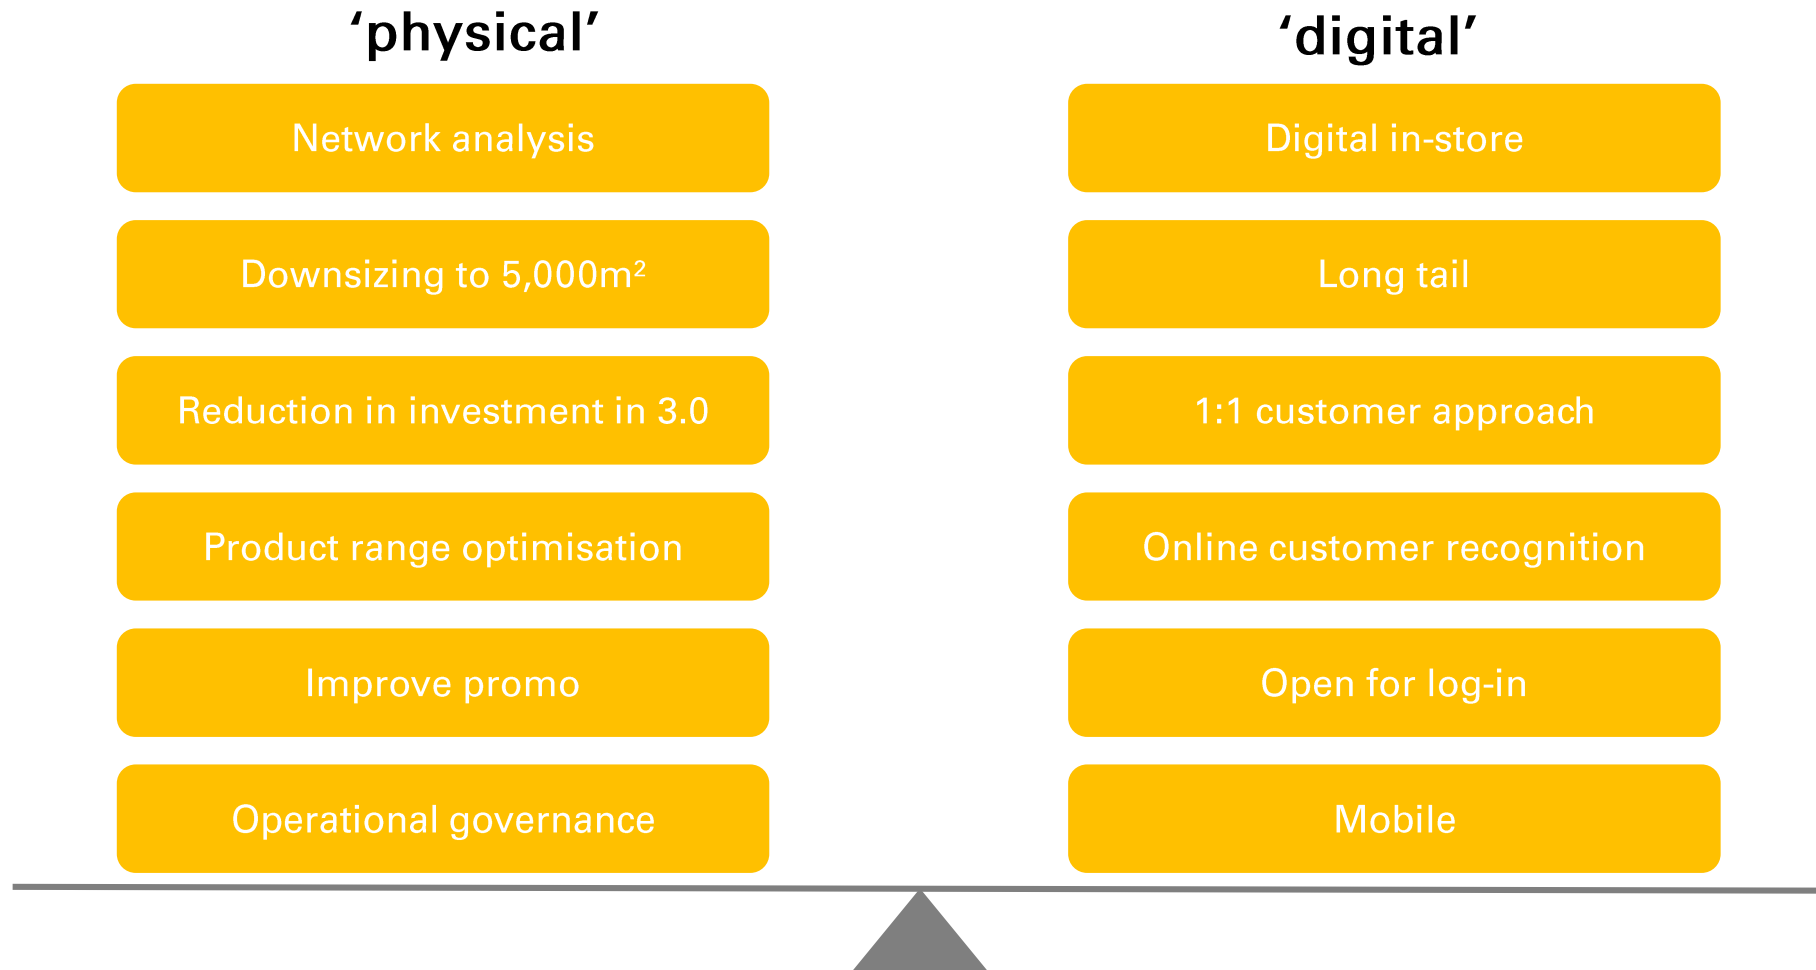 ‘physical’
Network analysis
Downsizing to 5,000m²
Reduction in investment in 3.0
Product range optimisation
Improve promo
Operational governance
‘digital’
Digital in-store
Long tail
1:1 customer approach
Online customer recognition
Open for log-in
Mobile